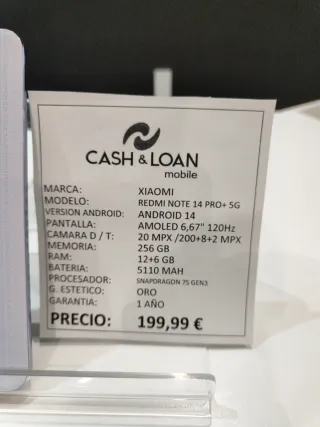 CASH & LOAN
mobile
MARCA: XIAOMI
MODELO: REDMI NOTE 14 PRO+ 5G
VERSION ANDROID: ANDROID 14
PANTALLA: AMOLED 6,67" 120Hz
CAMARA D / T: 20 MPX /200+8+2 MPX
MEMORIA: 256 GB
RAM: 12+6 GB
BATERIA: 5110 MAH
PROCESADOR: SNAPDRAGON 7S GEN3
G. ESTETICO: ORO
GARANTIA: 1 AÑO
PRECIO: 199,99 €